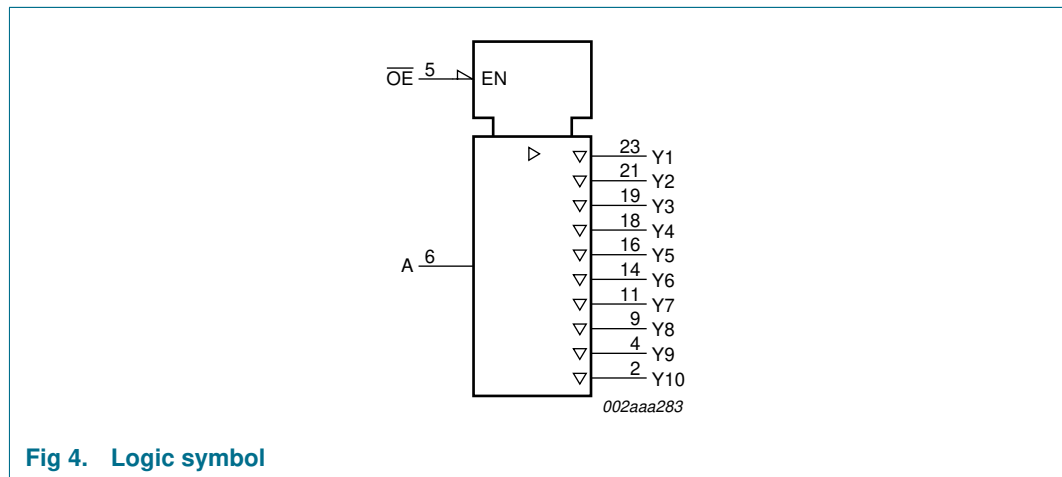 O̅E̅ 5 EN
23 Y1
21 Y2
19 Y3
18 Y4
16 Y5
A 6
14 Y6
11 Y7
9 Y8
4 Y9
2 Y10
002aaa283
Fig 4. Logic symbol